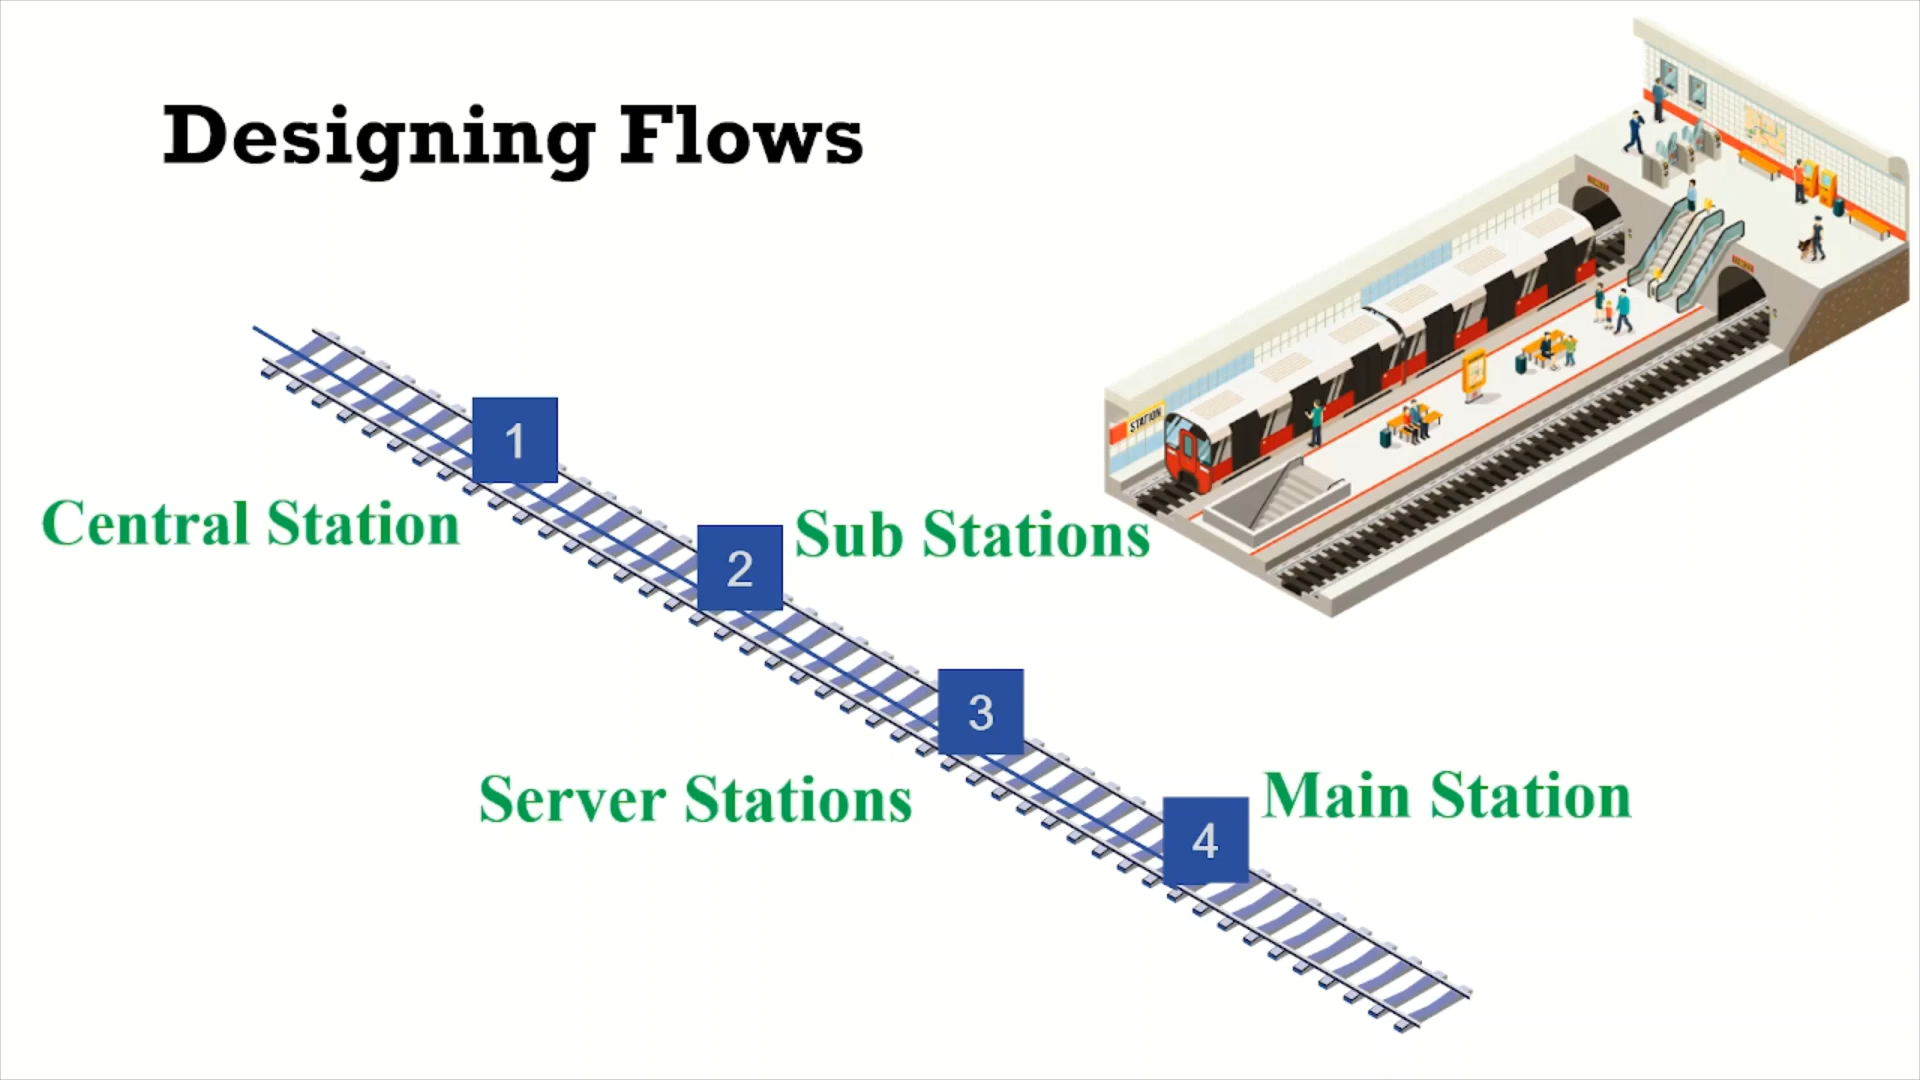 Designing Flows
STATION
1
Central Station
2
Sub Stations
3
Server Stations
4
Main Station